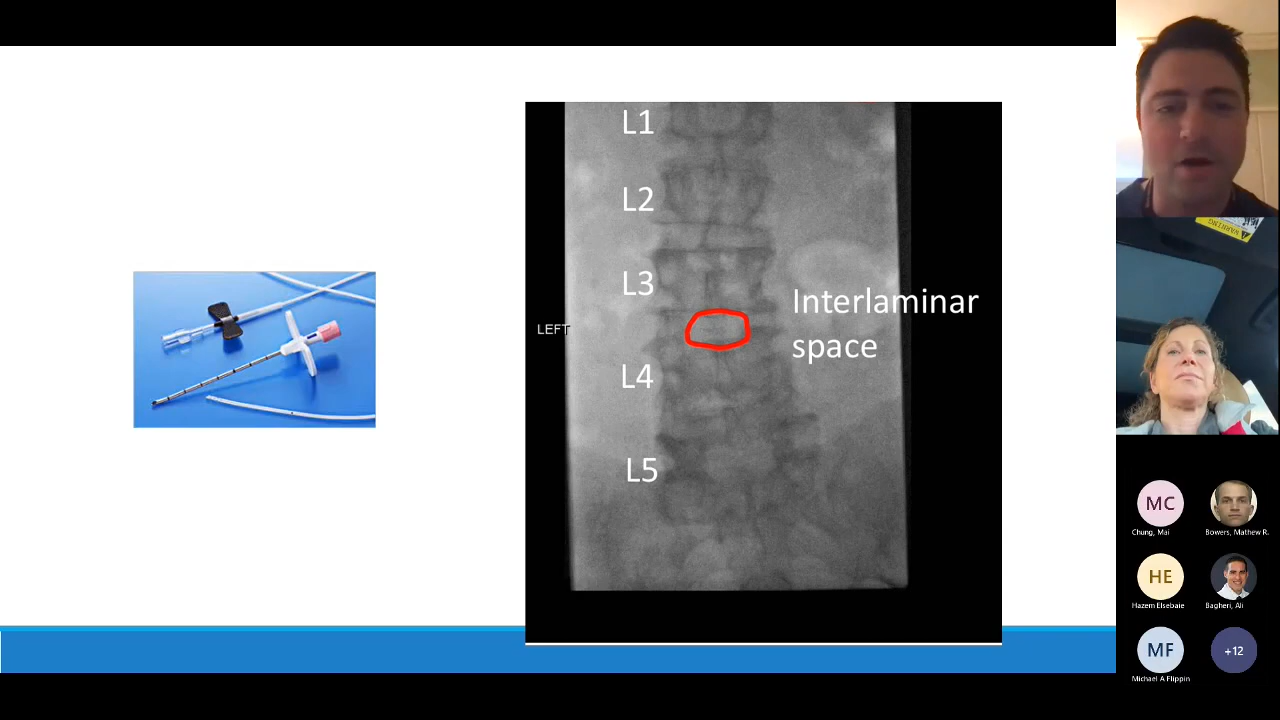 L1
L2
L3
Interlaminar
space
LEFT
L4
L5
WARNING
MC
Chung, Mai
Bowers, Mathew R.
HE
Hazem Elsebaie
Bagheri, Ali
MF
+12
Michael A Flippin